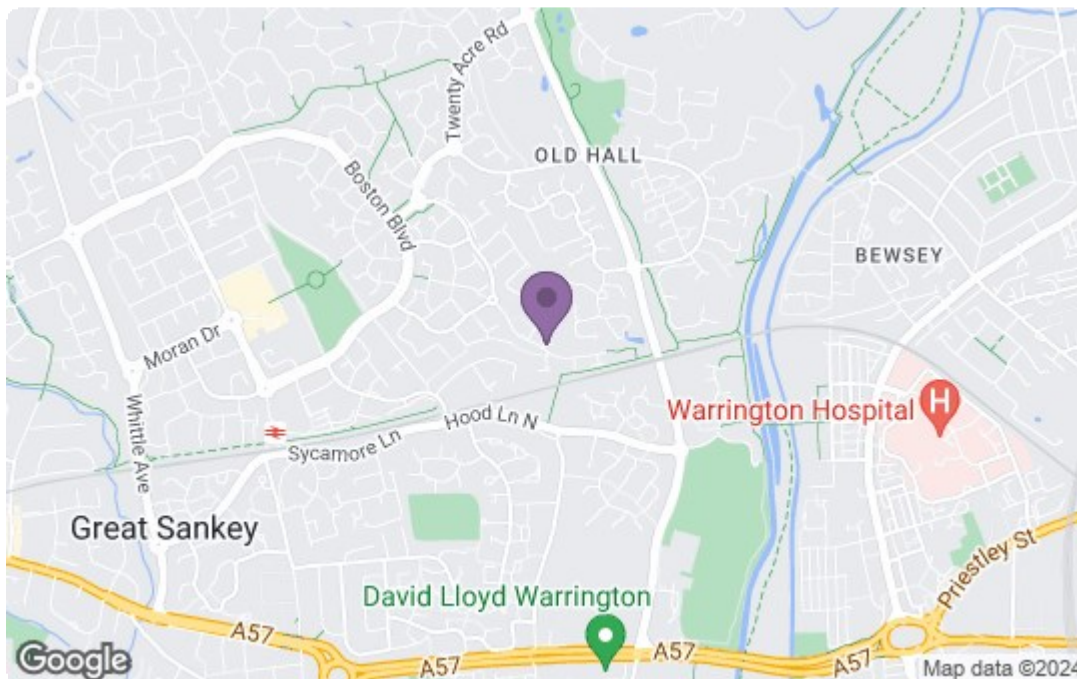 Twenty Acre Rd
OLD HALL
Boston Blvd
BEWSEY
Moran Dr
Whittle Ave
Warrington Hospital
H
Hood Ln N
Sycamore Ln
Great Sankey
Priestley St
David Lloyd Warrington
A57
A57
A57
A57
Google
Map data ©2024